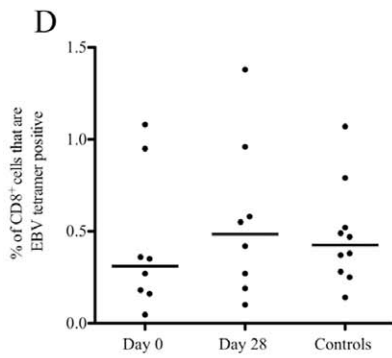 D
% of CD8⁺ cells that are
EBV tetramer positive
1.5
1.0
0.5
0.0
Day 0 Day 28 Controls